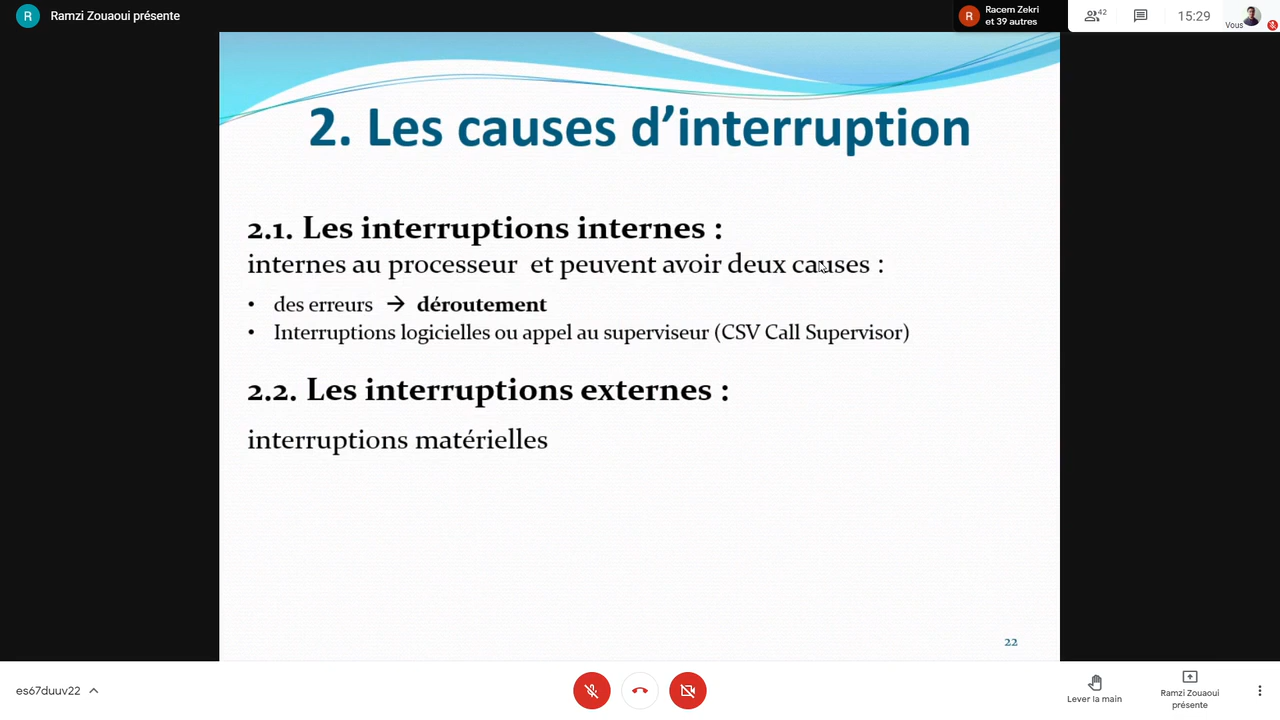 R Ramzi Zouaoui présente
R Racem Zekri
et 39 autres
42
15:29
Vous
2. Les causes d’interruption
2.1. Les interruptions internes :
internes au processeur et peuvent avoir deux causes :
• des erreurs → déroutement
• Interruptions logicielles ou appel au superviseur (CSV Call Supervisor)
2.2. Les interruptions externes :
interruptions matérielles
22
es67duuv22
Lever la main
Ramzi Zouaoui
présente